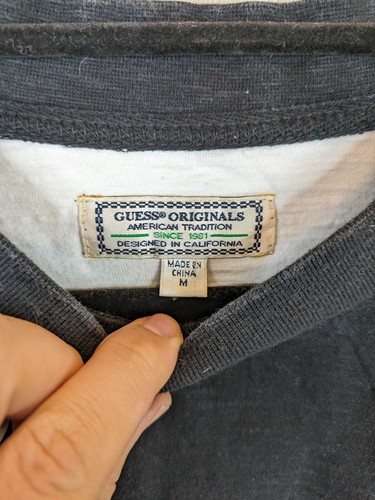 GUESS® ORIGINALS
AMERICAN TRADITION
SINCE 1981
DESIGNED IN CALIFORNIA
MADE IN
CHINA
M